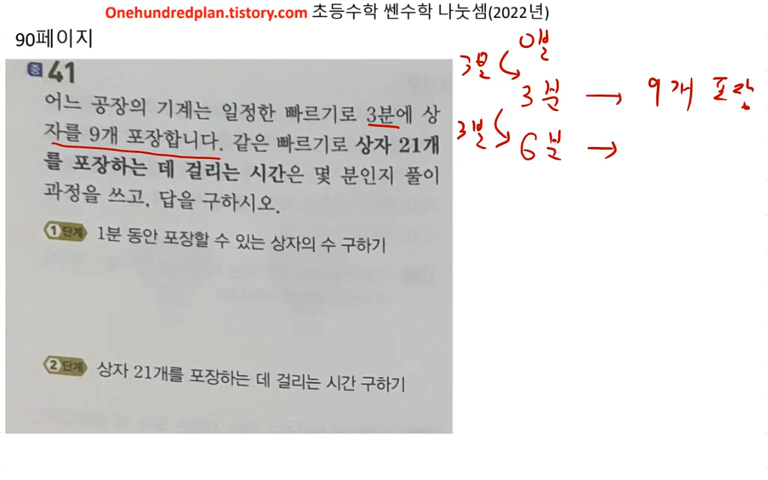 Onehundredplan.tistory.com 초등수학 쎈수학 나눗셈(2022년)
90페이지
중 41
어느 공장의 기계는 일정한 빠르기로 3분에 상
자를 9개 포장합니다. 같은 빠르기로 상자 21개
를 포장하는 데 걸리는 시간은 몇 분인지 풀이
과정을 쓰고, 답을 구하시오.
1단계 1분 동안 포장할 수 있는 상자의 수 구하기
2단계 상자 21개를 포장하는 데 걸리는 시간 구하기
0분
3분
3분 → 9개 포장
3분
6분 →